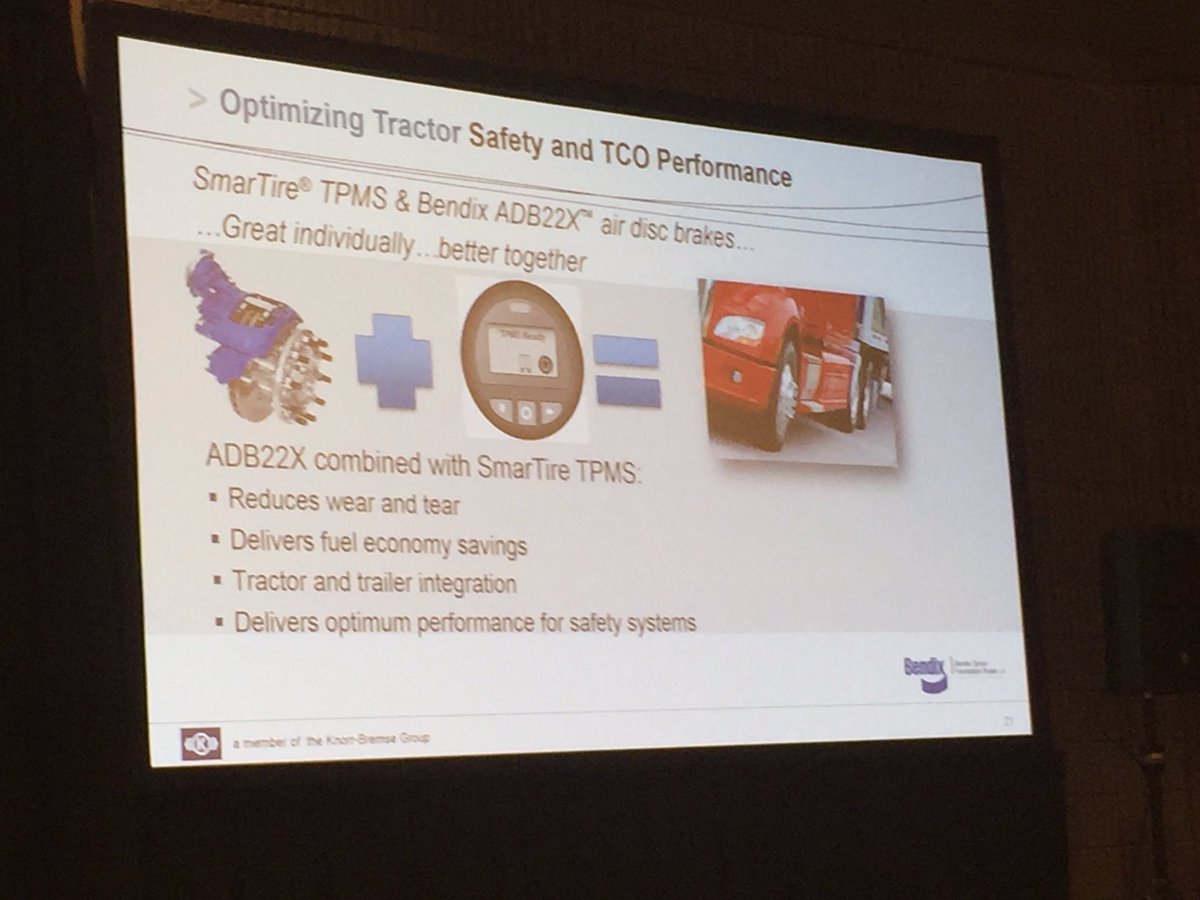 > Optimizing Tractor Safety and TCO Performance
SmarTire® TPMS & Bendix ADB22X™ air disc brakes...
...Great individually...better together
TPMS Ready
ADB22X combined with SmarTire TPMS:
▪ Reduces wear and tear
▪ Delivers fuel economy savings
▪ Tractor and trailer integration
▪ Delivers optimum performance for safety systems
Bendix
K a member of the Knorr-Bremse Group
21